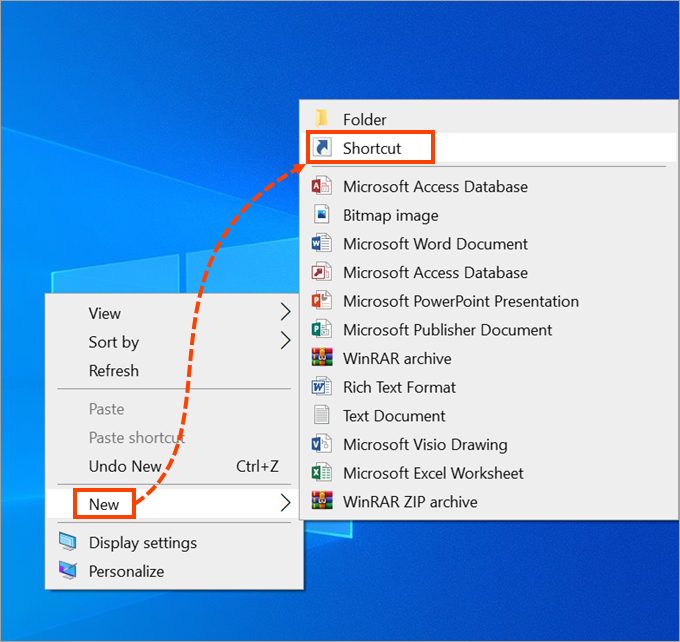 Folder
Shortcut
Microsoft Access Database
Bitmap image
Microsoft Word Document
Microsoft Access Database
Microsoft PowerPoint Presentation
Microsoft Publisher Document
WinRAR archive
Rich Text Format
Text Document
Microsoft Visio Drawing
Microsoft Excel Worksheet
WinRAR ZIP archive
View
Sort by
Refresh
Paste
Paste shortcut
Undo New Ctrl+Z
New
Display settings
Personalize